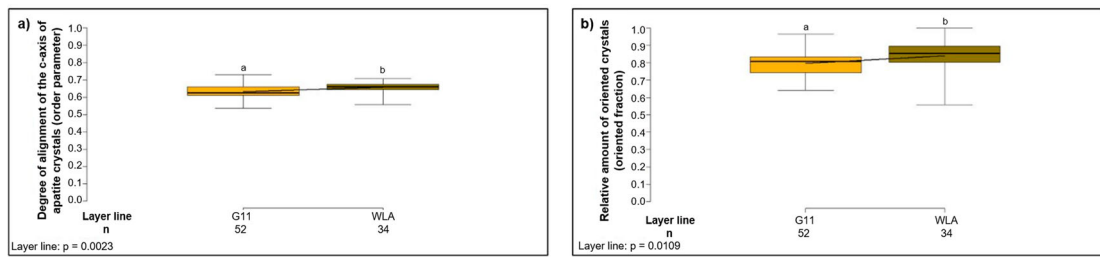 a)
Degree of alignment of the c-axis of
apatite crystals (order parameter)
1.0
0.9
0.8
0.7
0.6
0.5
0.4
0.3
0.2
0.1
0.0
a
b
Layer line
G11
WLA
n
52
34
Layer line: p = 0.0023
b)
Relative amount of oriented crystals
(oriented fraction)
1.0
0.9
0.8
0.7
0.6
0.5
0.4
0.3
0.2
0.1
0.0
a
b
Layer line
G11
WLA
n
52
34
Layer line: p = 0.0109